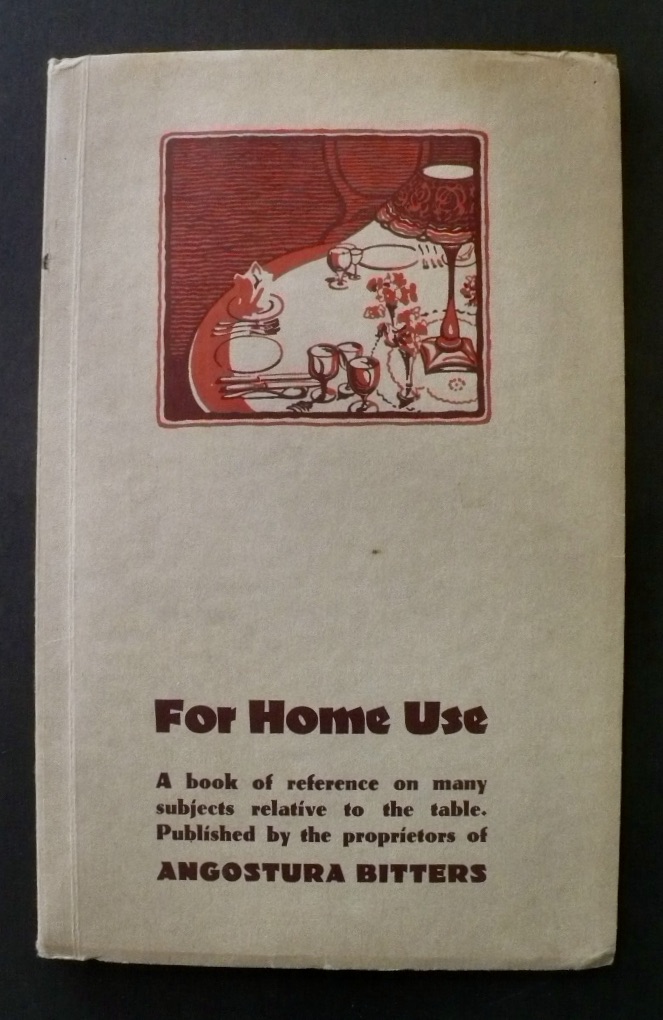 For Home Use
A book of reference on many
subjects relative to the table.
Published by the proprietors of
ANGOSTURA BITTERS